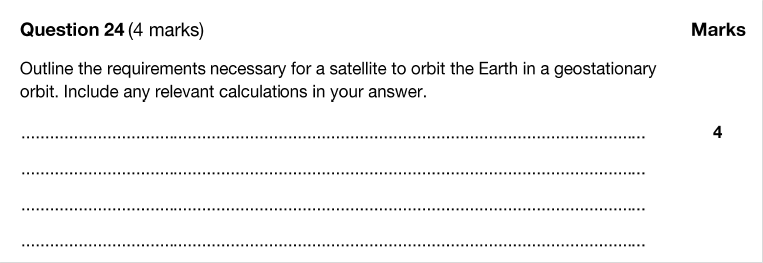 Question 24 (4 marks) Marks
Outline the requirements necessary for a satellite to orbit the Earth in a geostationary
orbit. Include any relevant calculations in your answer.
4